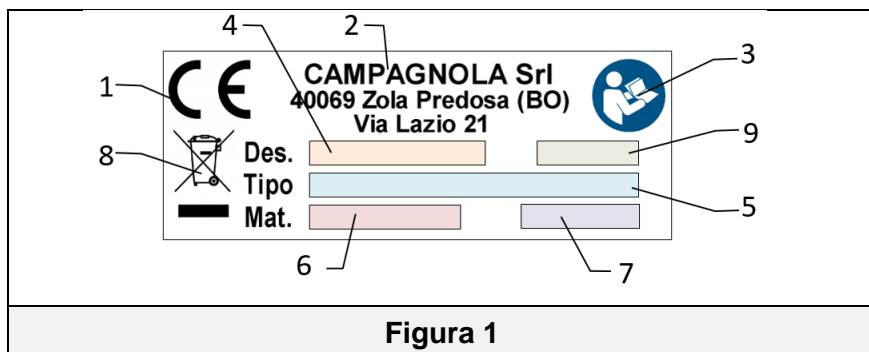 4 2
1 CE CAMPAGNOLA Srl 3
40069 Zola Predosa (BO)
Via Lazio 21
8 Des. 9
Tipo 5
Mat.
6 7
Figura 1